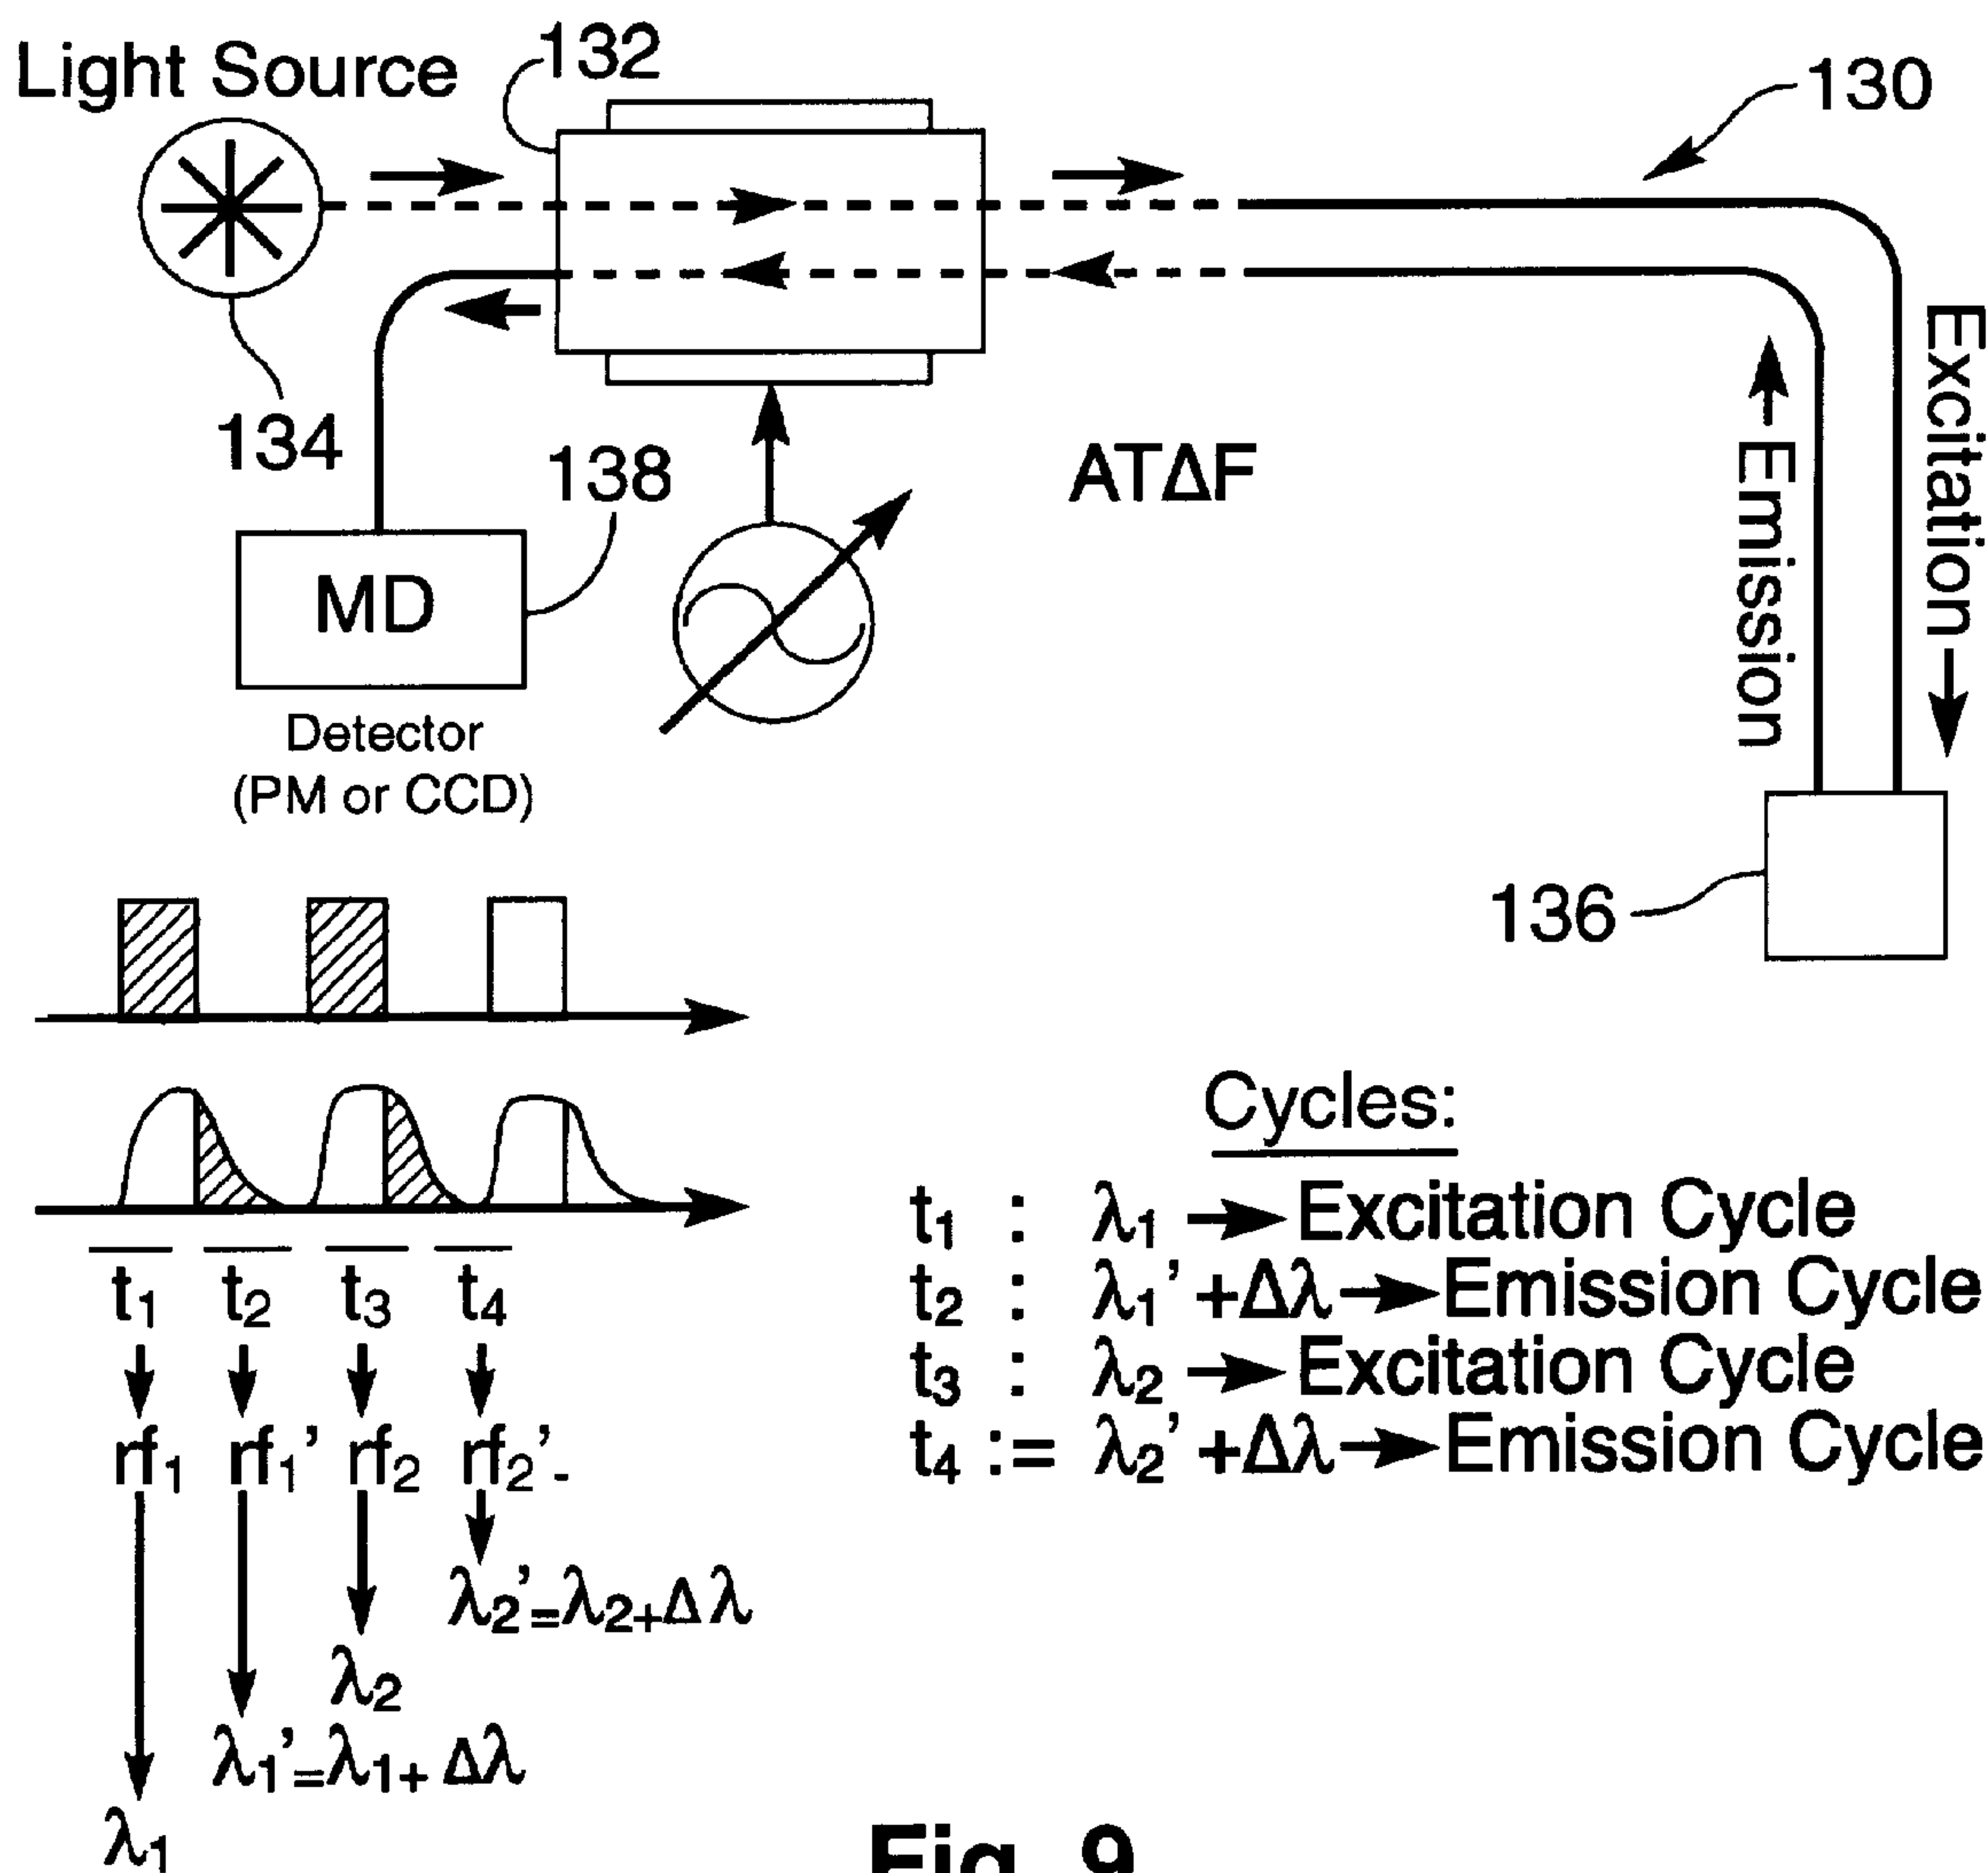 Light Source
132
130
134
138
ATΔF
MD
Detector
(PM or CCD)
Emission
Excitation
136
Cycles:
t1 : λ1 → Excitation Cycle
t2 : λ1' +Δλ → Emission Cycle
t3 : λ2 → Excitation Cycle
t4 := λ2' +Δλ → Emission Cycle
t1 t2 t3 t4
rf1 rf1' rf2 rf2'-
λ2'=λ2+Δλ
λ2
λ1'=λ1+Δλ
λ1
Fig. 9